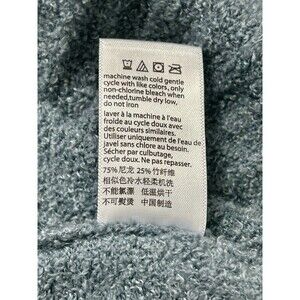 machine wash cold gentle
cycle with like colors, only
non-chlorine bleach when
needed,tumble dry low,
do not iron
laver à la machine à l'eau
froide au cycle doux avec
des couleurs similaires.
Utiliser uniquement de l'eau de
javel sans chlore au besoin.
Sécher par culbutage,
cycle doux. Ne pas repasser.
75%尼龙 25%竹纤维
相似色冷水轻柔机洗
不能氯漂 低温烘干
不可熨烫 中国制造